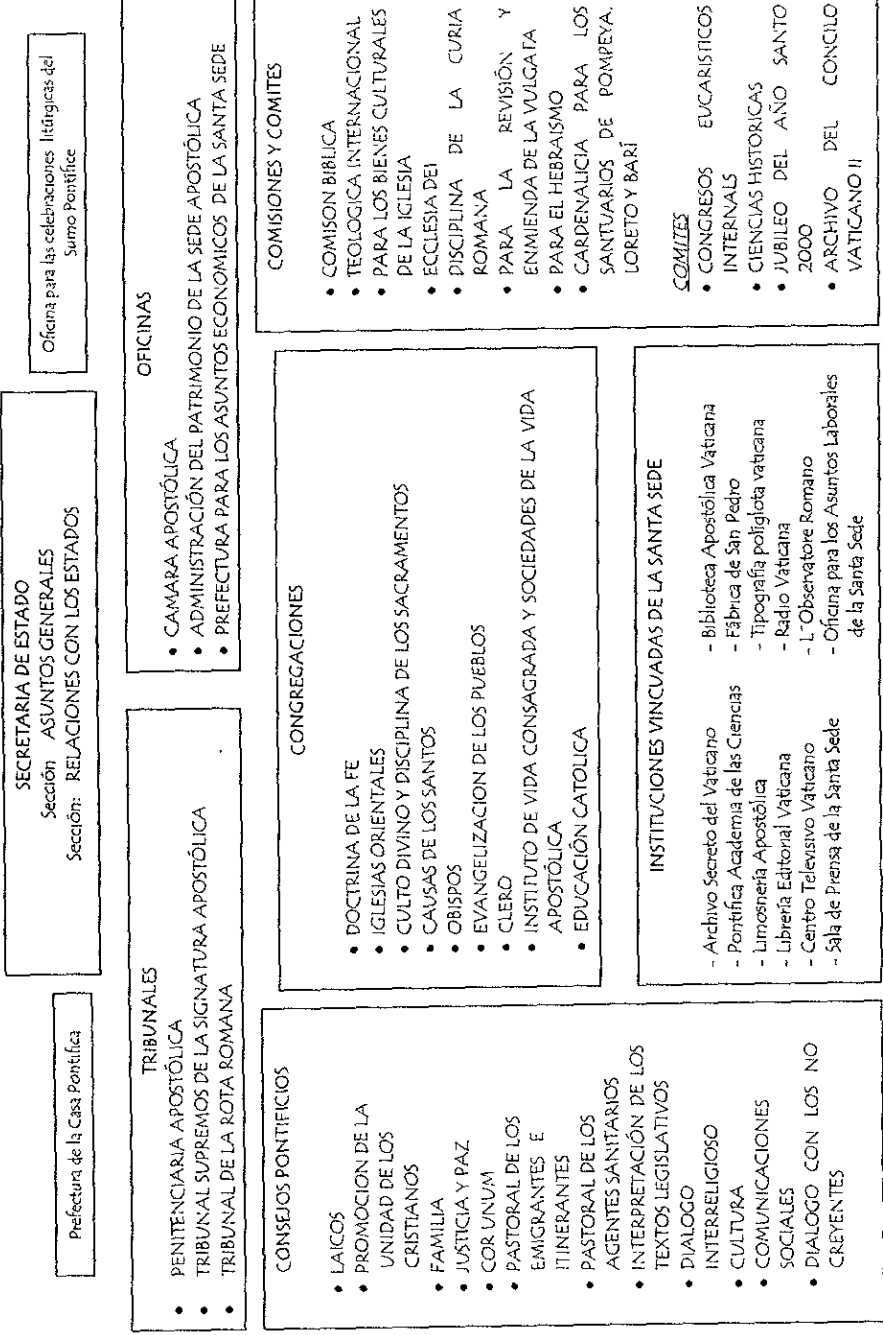 SECRETARIA DE ESTADO
Sección ASUNTOS GENERALES
Sección: RELACIONES CON LOS ESTADOS
Prefectura de la Casa Pontifica
Oficina para las celebraciones litúrgicas del
Sumo Pontífice
TRIBUNALES
• PENITENCIARIA APOSTÓLICA
• TRIBUNAL SUPREMOS DE LA SIGNATURA APOSTÓLICA
• TRIBUNAL DE LA ROTA ROMANA
OFICINAS
• CAMARA APOSTÓLICA
• ADMINISTRACIÓN DEL PATRIMONIO DE LA SEDE APOSTÓLICA
• PREFECTURA PARA LOS ASUNTOS ECONOMICOS DE LA SANTA SEDE
CONSEJOS PONTIFICIOS
• LAICOS
• PROMOCION DE LA
UNIDAD DE LOS
CRISTIANOS
• FAMILIA
• JUSTICIA Y PAZ
• COR UNUM
• PASTORAL DE LOS
EMIGRANTES E
ITINERANTES
• PASTORAL DE LOS
AGENTES SANITARIOS
• INTERPRETACIÓN DE LOS
TEXTOS LEGISLATIVOS
• DIALOGO
INTERRELIGIOSO
• CULTURA
• COMUNICACIONES
SOCIALES
• DIALOGO CON LOS NO
CREYENTES
CONGREGACIONES
• DOCTRINA DE LA FE
• IGLESIAS ORIENTALES
• CULTO DIVINO Y DISCIPLINA DE LOS SACRAMENTOS
• CAUSAS DE LOS SANTOS
• OBISPOS
• EVANGELIZACION DE LOS PUEBLOS
• CLERO
• INSTITUTO DE VIDA CONSAGRADA Y SOCIEDADES DE LA VIDA
APOSTÓLICA
• EDUCACIÓN CATOLICA
INSTITUCIONES VINCUADAS DE LA SANTA SEDE
- Archivo Secreto del Vaticano
- Pontifica Academia de las Ciencias
- Limosnería Apostólica
- Librería Editorial Vaticana
- Centro Televisivo Vaticano
- Sala de Prensa de la Santa Sede
- Biblioteca Apostólica Vaticana
- Fábrica de San Pedro
- Tipografía poliglota vaticana
- Radio Vaticana
- L¨Observatore Romano
- Oficina para los Asuntos Laborales
de la Santa Sede
COMISIONES Y COMITES
• COMISON BIBLICA
• TEOLOGICA INTERNACIONAL
• PARA LOS BIENES CULTURALES
DE LA IGLESIA
• ECCLESIA DEI
• DISCIPLINA DE LA CURIA
ROMANA
• PARA LA REVISIÓN Y
ENMIENDA DE LA VULGATA
• PARA EL HEBRAISMO
• CARDENALICIA PARA LOS
SANTUARIOS DE POMPEYA,
LORETO Y BARÍ
COMITES
• CONGRESOS EUCARISTICOS
INTERNALS
• CIENCIAS HISTORICAS
• JUBILEO DEL AÑO SANTO
2000
• ARCHIVO DEL CONCILO
VATICANO II